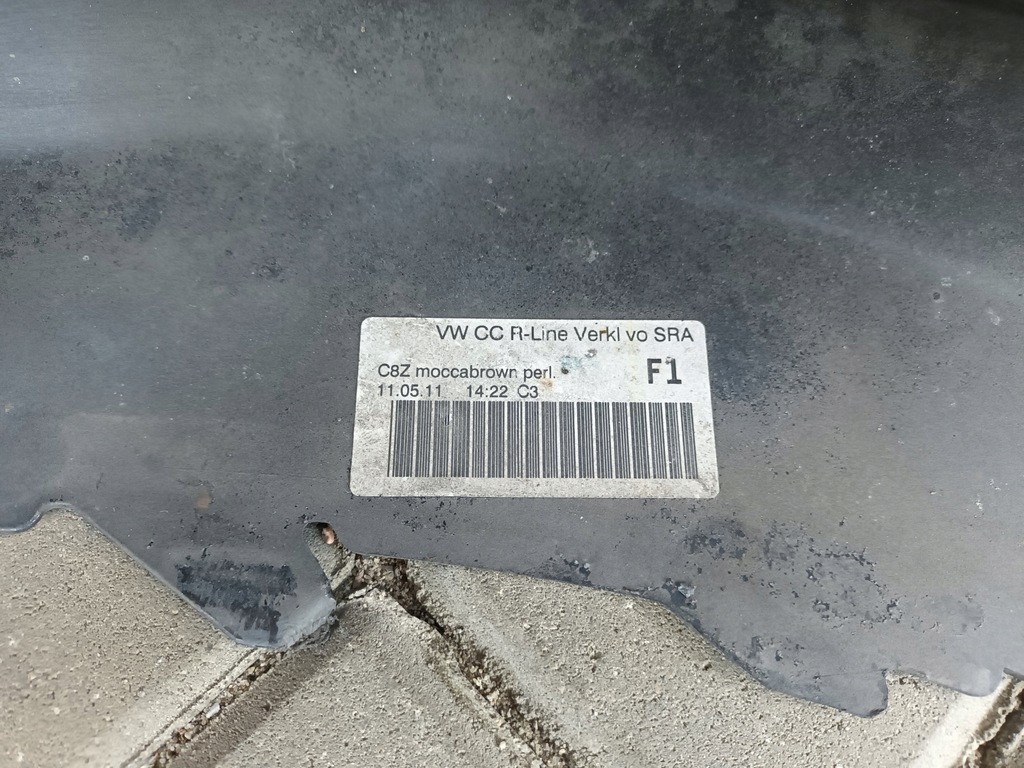 VW CC R-Line Verkl vo SRA
C8Z moccabrown perl.
F1
11.05.11 14:22 C3